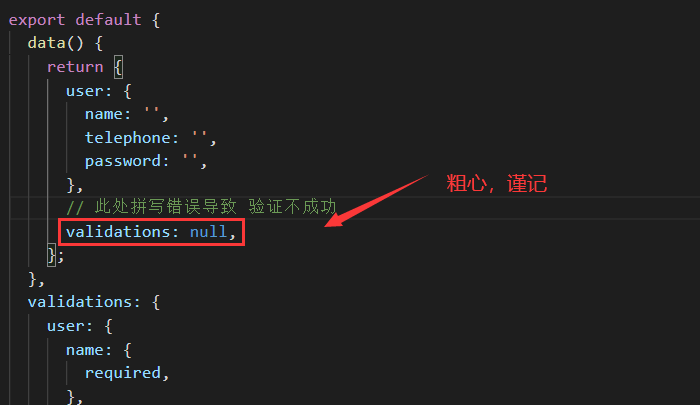 export default {
data() {
return {
user: {
name: '',
telephone: '',
password: '',
},
// 此处拼写错误导致 验证不成功
validations: null,
};
},
validations: {
user: {
name: {
required,
},
粗心，谨记